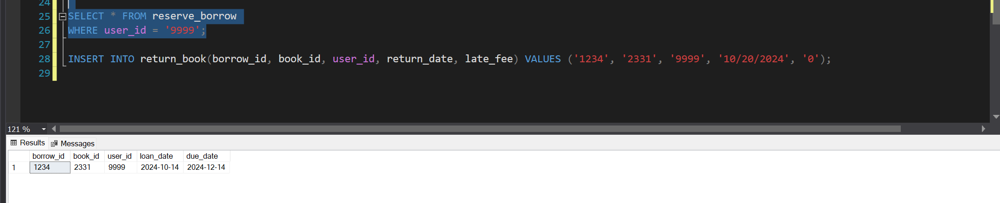 24
25 SELECT * FROM reserve_borrow
26 WHERE user_id = '9999';
27
28 INSERT INTO return_book(borrow_id, book_id, user_id, return_date, late_fee) VALUES ('1234', '2331', '9999', '10/20/2024', '0');
29
121 %
Results Messages
borrow_id book_id user_id loan_date due_date
1 1234 2331 9999 2024-10-14 2024-12-14